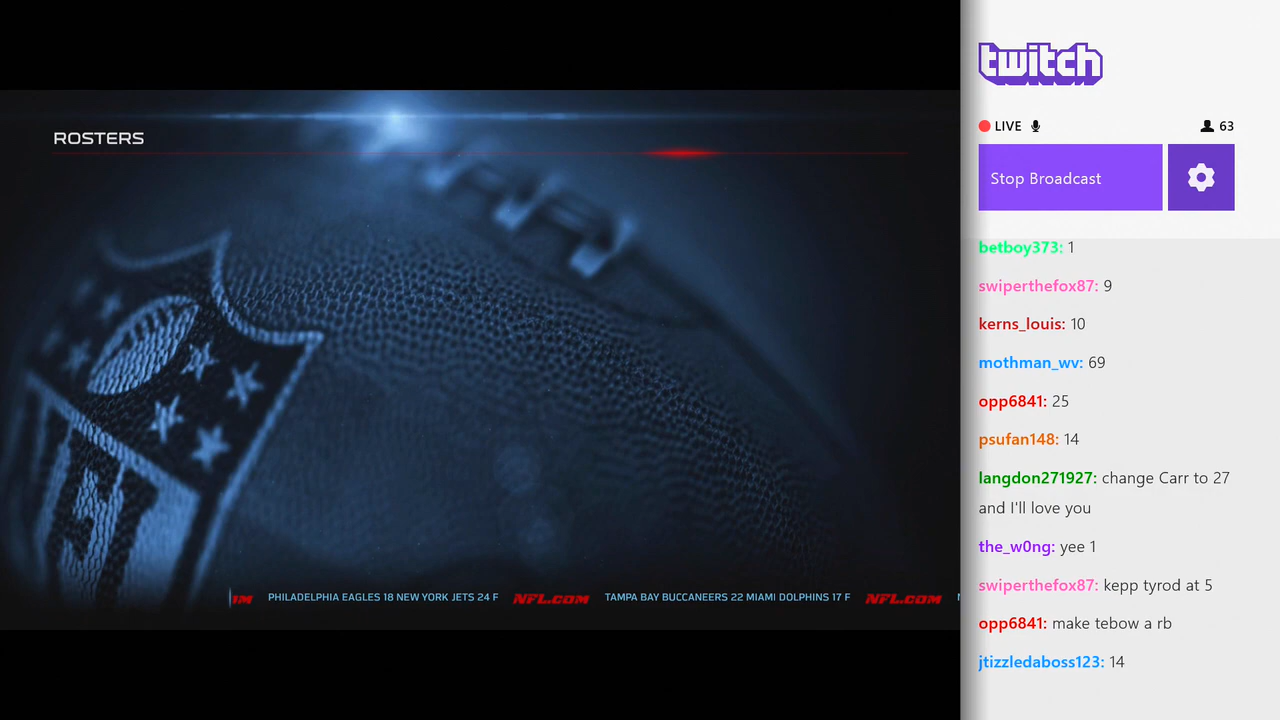 ROSTERS
PHILADELPHIA EAGLES 18 NEW YORK JETS 24 F NFL.COM TAMPA BAY BUCCANEERS 22 MIAMI DOLPHINS 17 F NFL.COM
twitch
LIVE 63
Stop Broadcast
betboy373: 1
swiperthefox87: 9
kerns_louis: 10
mothman_wv: 69
opp6841: 25
psufan148: 14
langdon271927: change Carr to 27
and I'll love you
the_w0ng: yee 1
swiperthefox87: kepp tyrod at 5
opp6841: make tebow a rb
jtizzledaboss123: 14